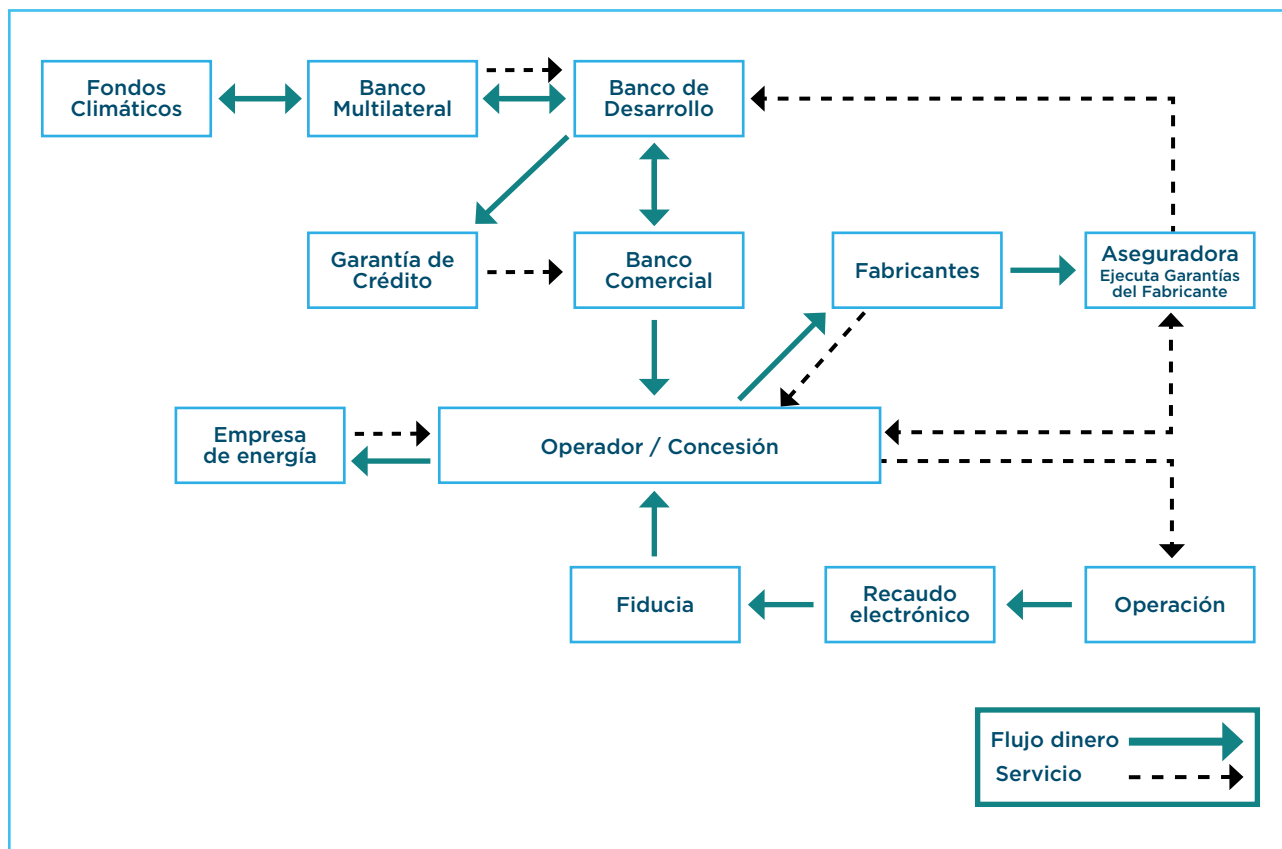 Fondos
Climáticos
Banco
Multilateral
Banco de
Desarrollo
Garantía de
Crédito
Banco
Comercial
Fabricantes
Aseguradora
Ejecuta Garantías
del Fabricante
Empresa
de energía
Operador / Concesión
Fiducia
Recaudo
electrónico
Operación
Flujo dinero
Servicio